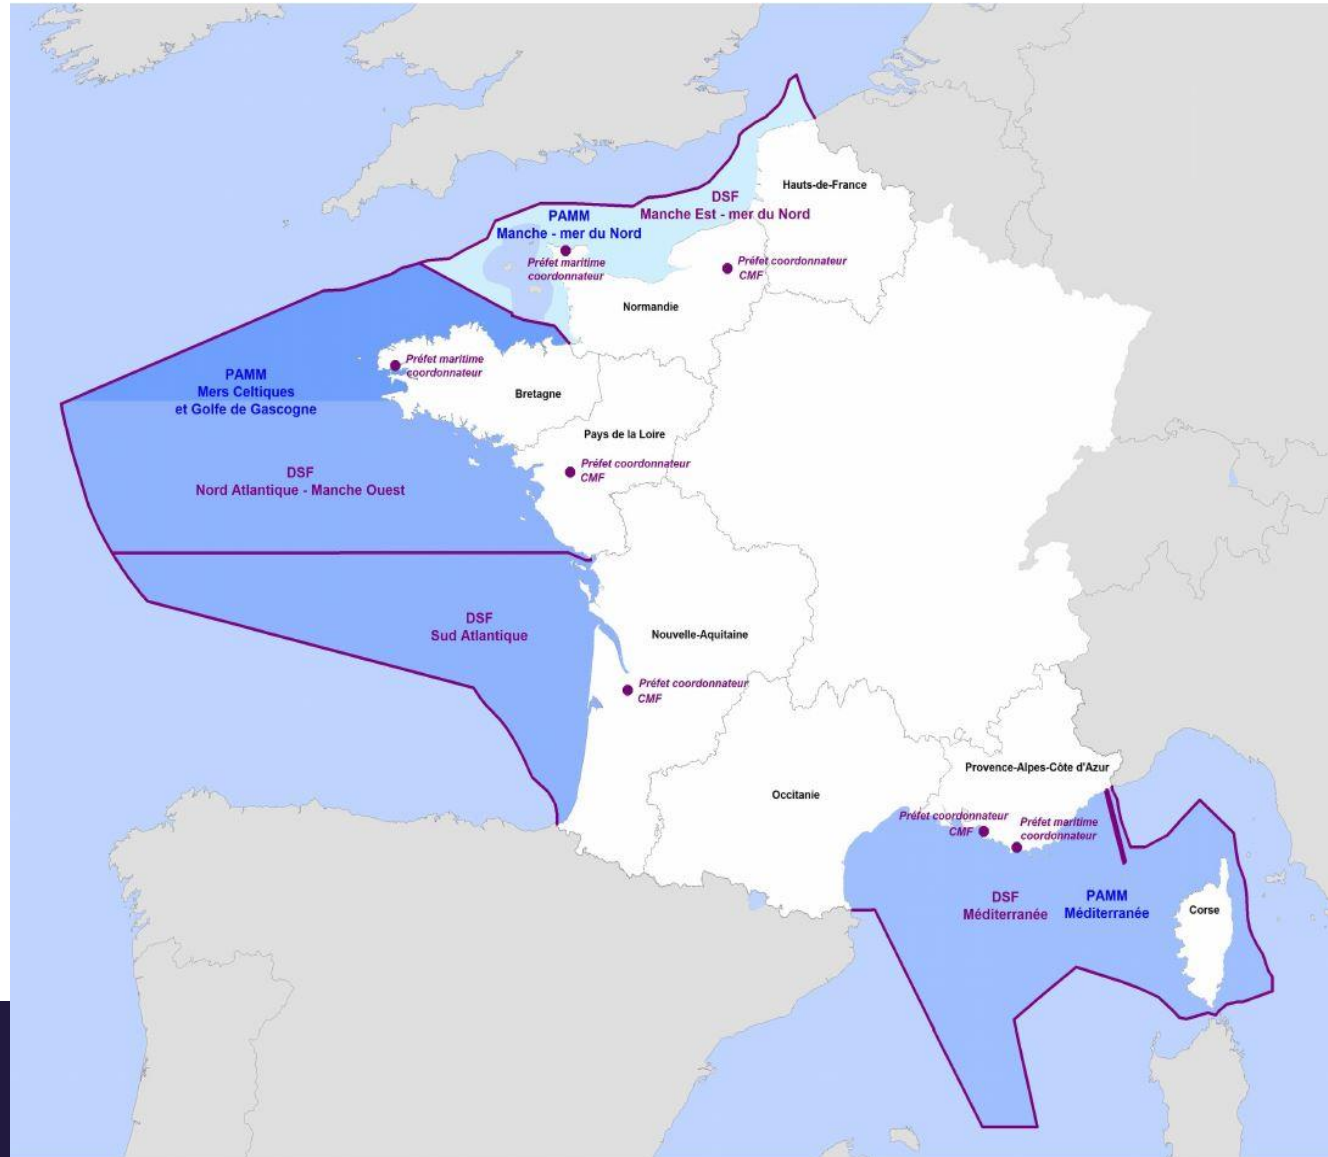 Hauts-de-France
DSF
Manche Est - mer du Nord
PAMM
Manche - mer du Nord
Préfet maritime
coordonnateur
Préfet coordonnateur
CMF
Normandie
Préfet maritime
coordonnateur
PAMM
Mers Celtiques
et Golfe de Gascogne
Bretagne
Pays de la Loire
Préfet coordonnateur
CMF
DSF
Nord Atlantique - Manche Ouest
DSF
Sud Atlantique
Nouvelle-Aquitaine
Préfet coordonnateur
CMF
Provence-Alpes-Côte d'Azur
Occitanie
Préfet coordonnateur
CMF
Préfet maritime
coordonnateur
DSF
Méditerranée
PAMM
Méditerranée
Corse